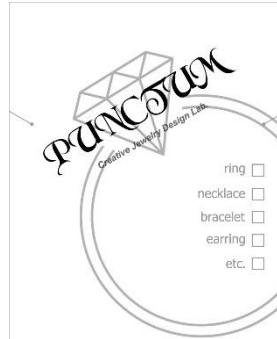 PUNCTUM
Creative Jewelry Design Lab.
ring
necklace
bracelet
earring
etc.